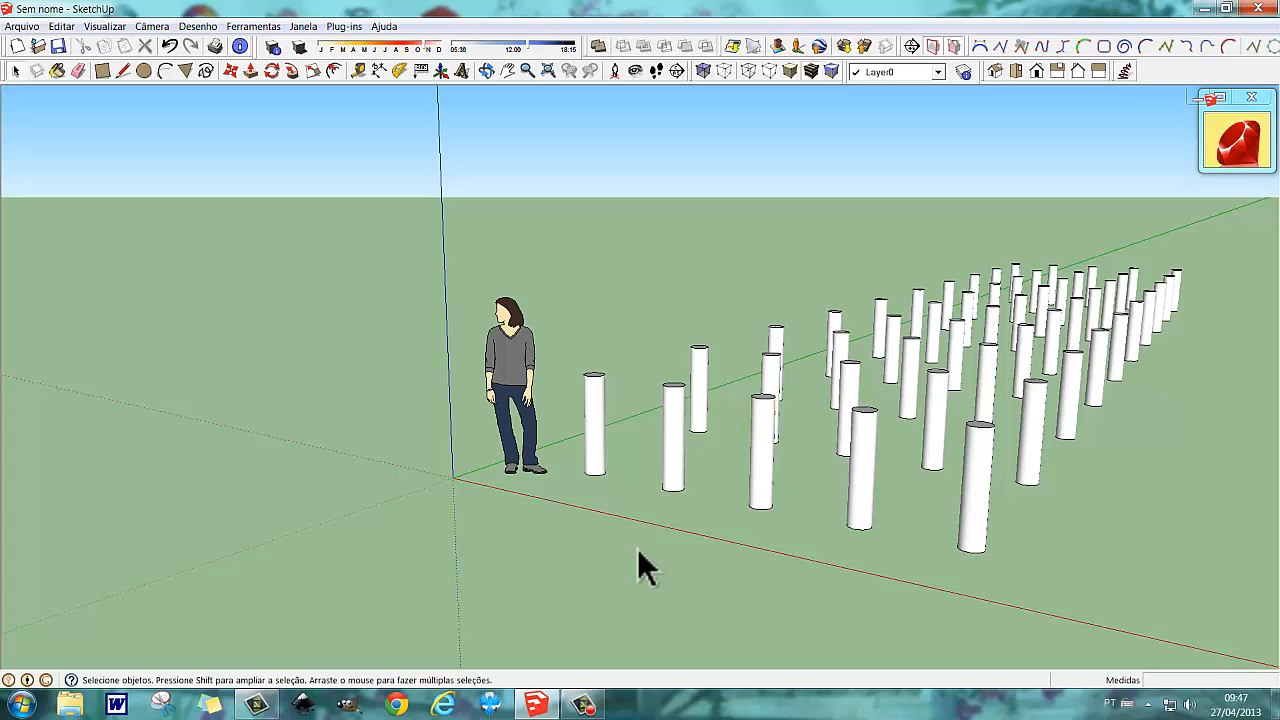 Sem nome - SketchUp
Arquivo Editar Visualizar Câmera Desenho Ferramentas Janela Plug-ins Ajuda
J F M A M J J A S O N D 05:30 12:00 18:15
Layer0
Selecione objetos. Pressione Shift para ampliar a seleção. Arraste o mouse para fazer múltiplas seleções. Medidas
PT 09:47
27/04/2013